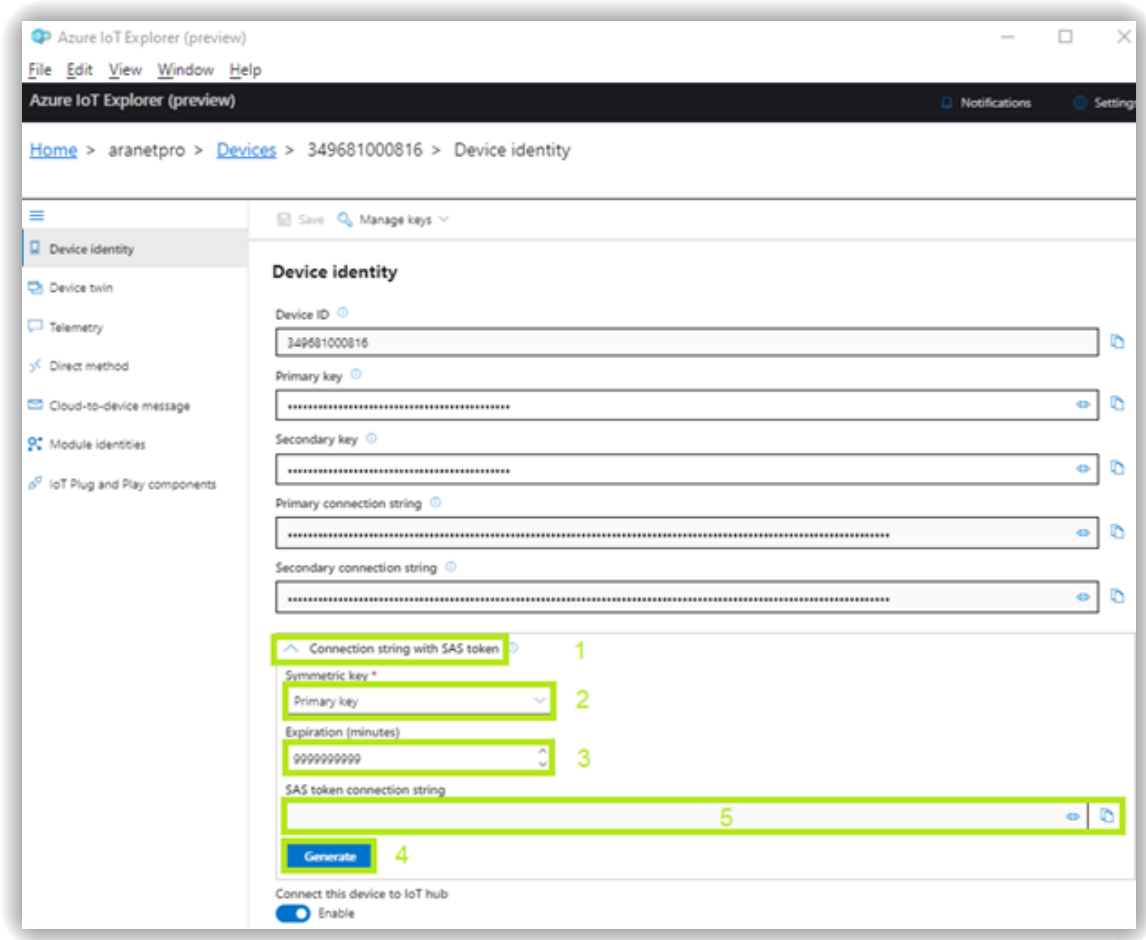 Azure IoT Explorer (preview)
File Edit View Window Help
Azure IoT Explorer (preview)
Notifications
Settings
Home > aranetpro > Devices > 349681000816 > Device identity
Save
Manage keys
Device identity
Device twin
Telemetry
Direct method
Cloud-to-device message
Module identities
IoT Plug and Play components
Device identity
Device ID
349681000816
Primary key
Secondary key
Primary connection string
Secondary connection string
Connection string with SAS token
1
Symmetric key *
Primary key
2
Expiration (minutes)
9999999999
3
SAS token connection string
5
Generate
4
Connect this device to IoT hub
Enable